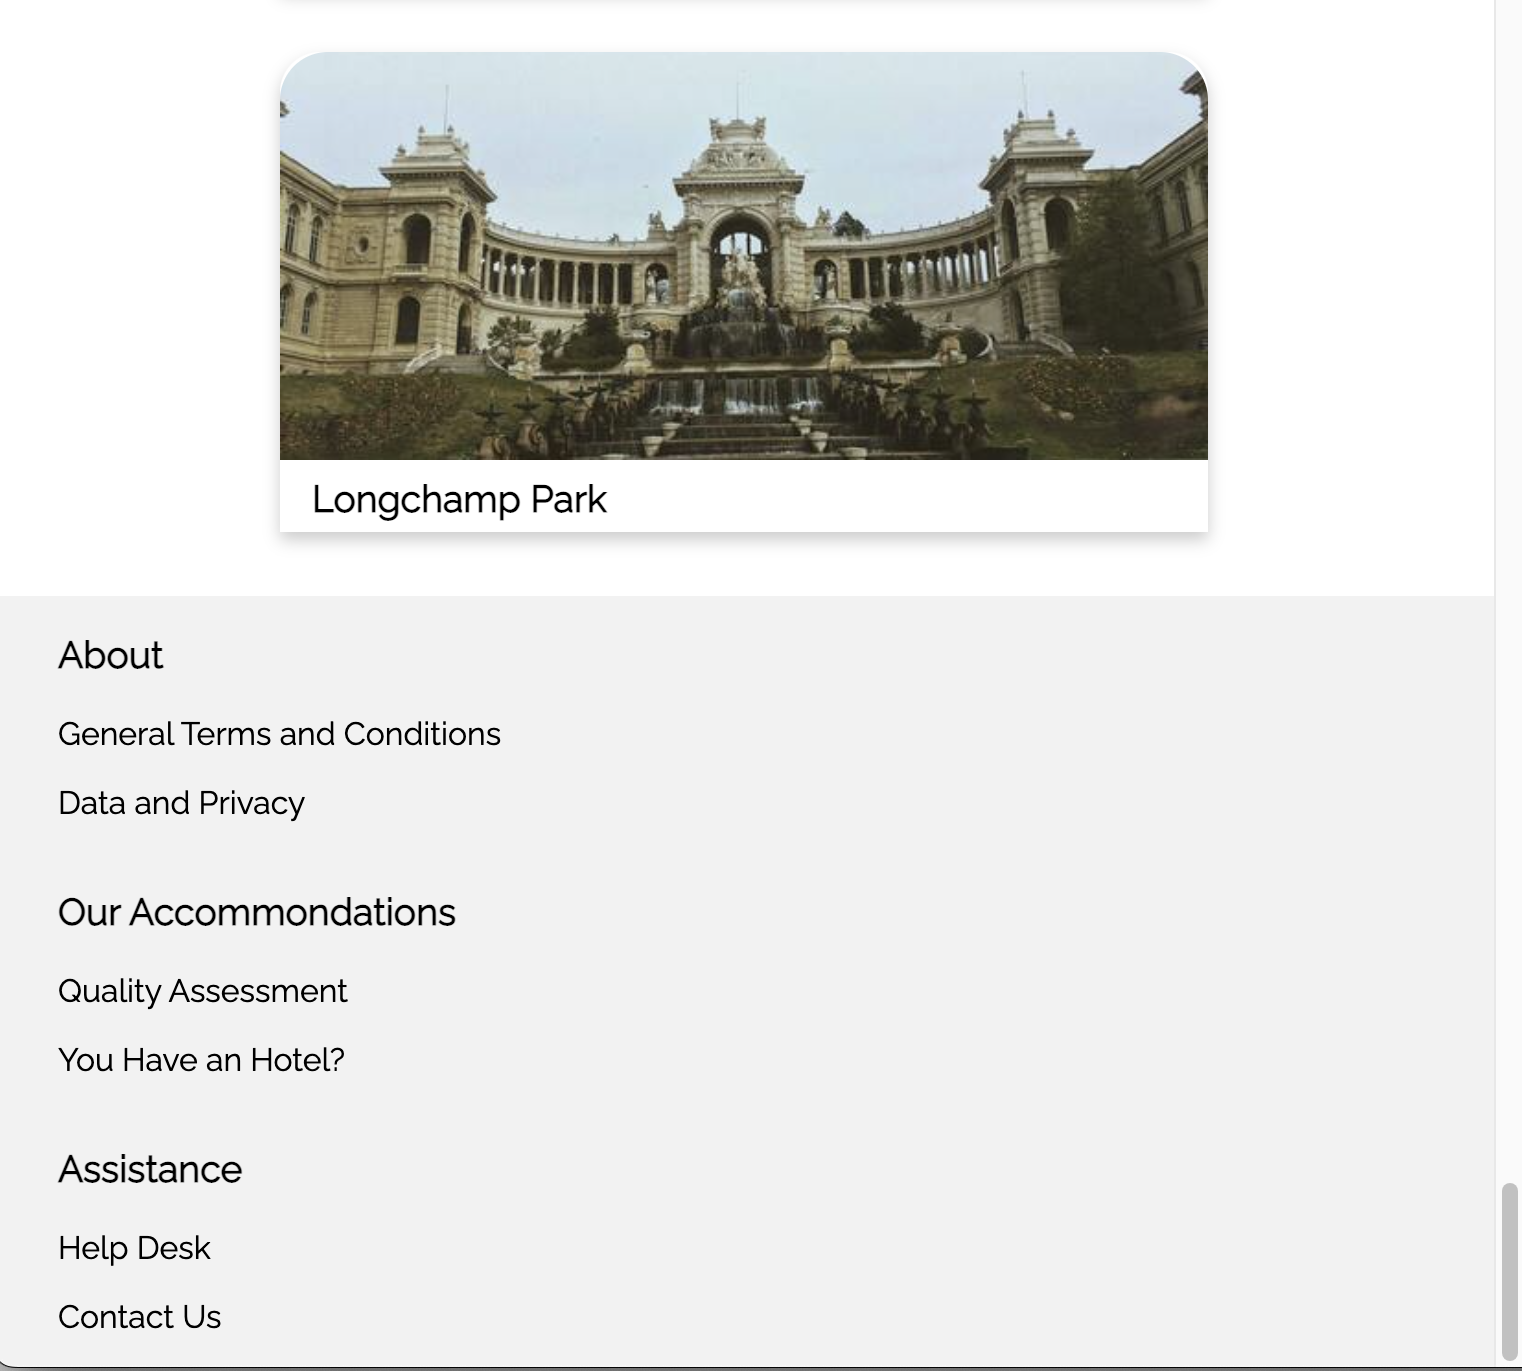 Longchamp Park
About
General Terms and Conditions
Data and Privacy
Our Accommondations
Quality Assessment
You Have an Hotel?
Assistance
Help Desk
Contact Us